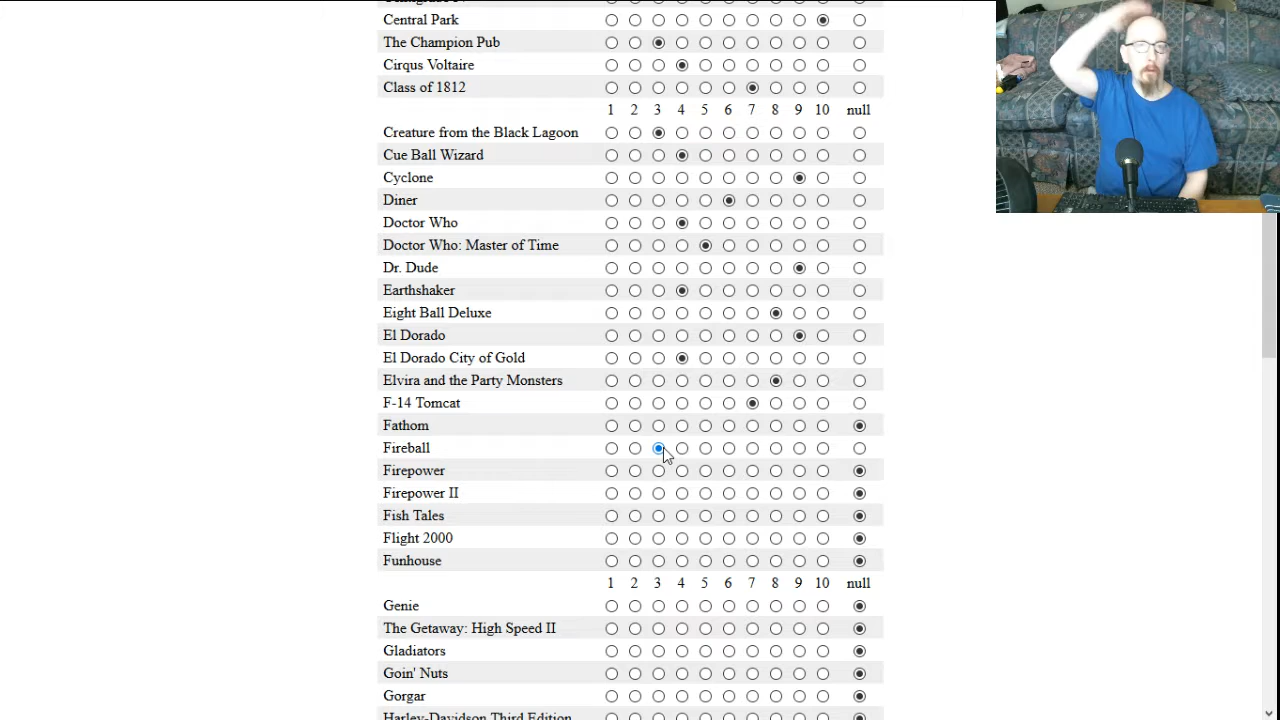 Central Park
The Champion Pub
Cirqus Voltaire
Class of 1812
1 2 3 4 5 6 7 8 9 10 null
Creature from the Black Lagoon
Cue Ball Wizard
Cyclone
Diner
Doctor Who
Doctor Who: Master of Time
Dr. Dude
Earthshaker
Eight Ball Deluxe
El Dorado
El Dorado City of Gold
Elvira and the Party Monsters
F-14 Tomcat
Fathom
Fireball
Firepower
Firepower II
Fish Tales
Flight 2000
Funhouse
1 2 3 4 5 6 7 8 9 10 null
Genie
The Getaway: High Speed II
Gladiators
Goin' Nuts
Gorgar
Harley-Davidson Third Edition